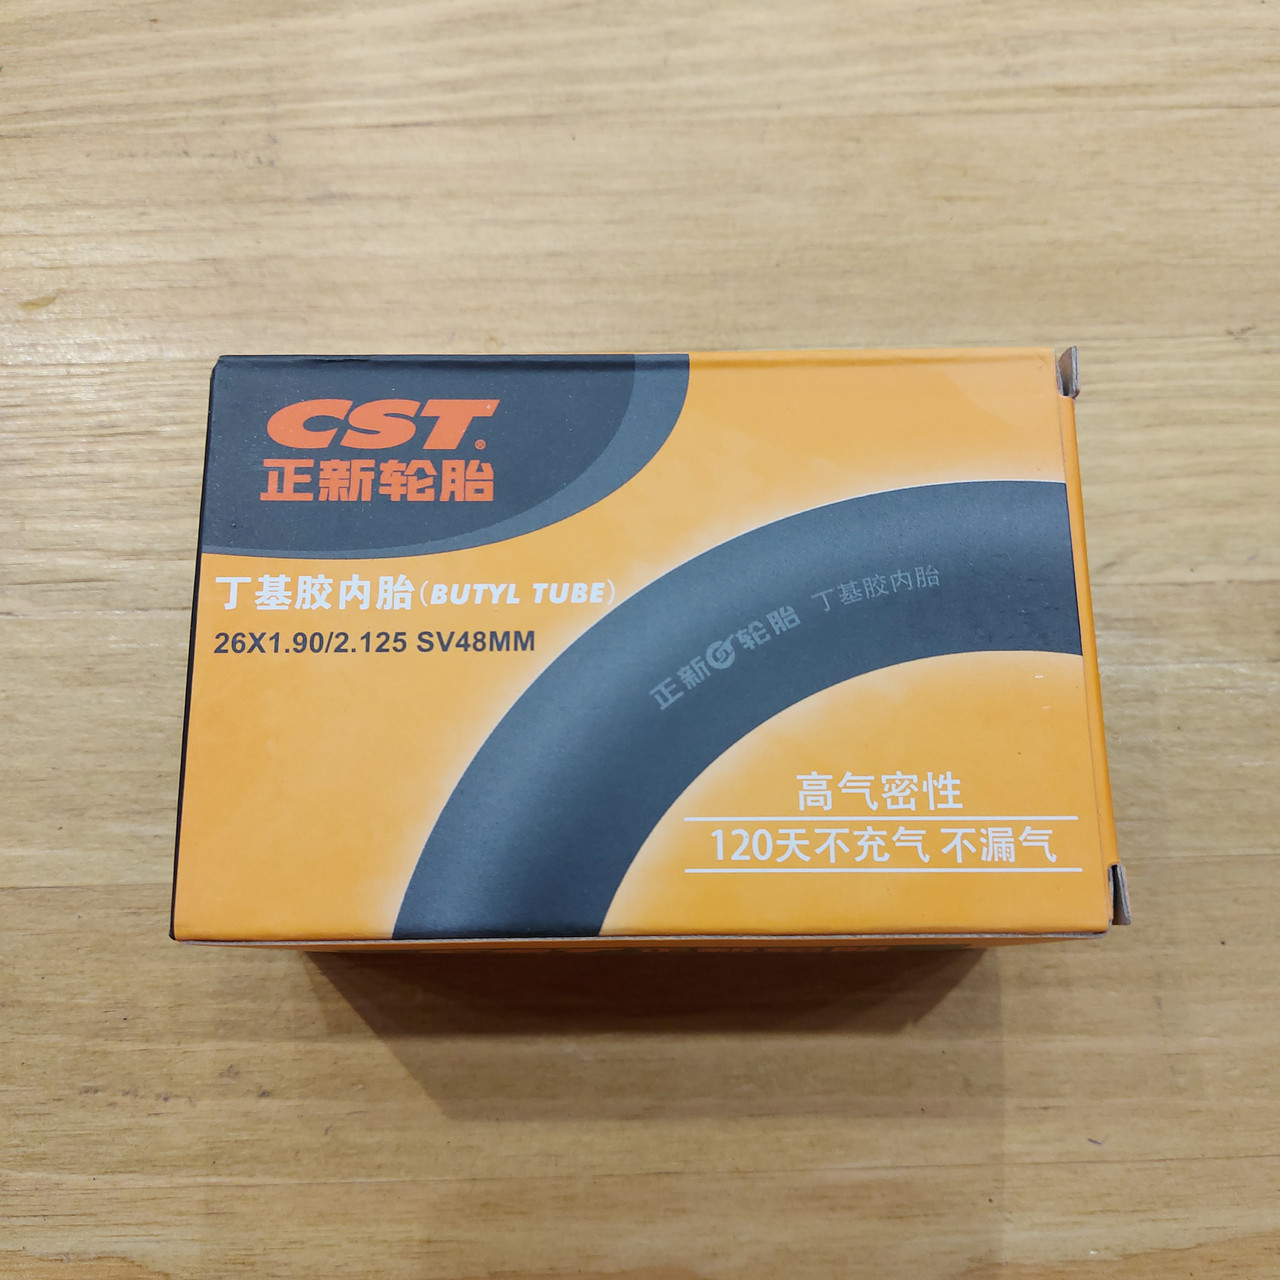 CST®
正新轮胎
丁基胶内胎(BUTYL TUBE)
26X1.90/2.125 SV48MM
正新轮胎 丁基胶内胎
高气密性
120天不充气 不漏气